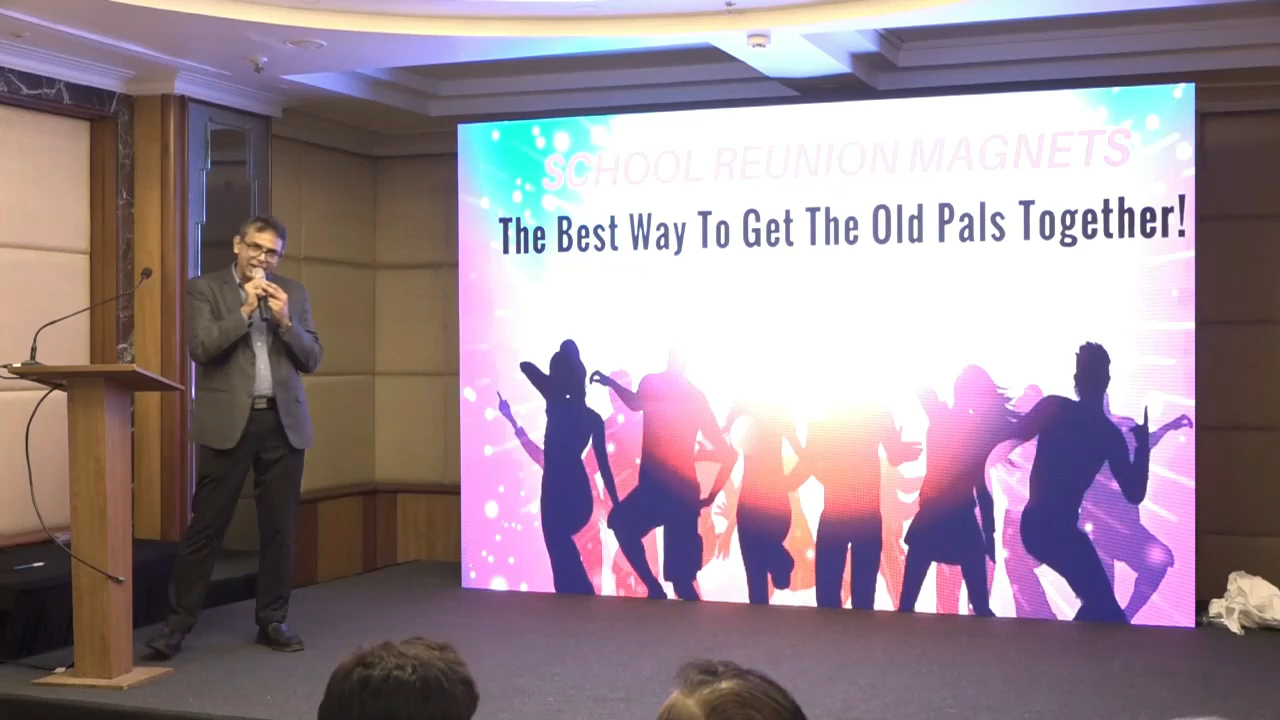 SCHOOL REUNION MAGNETS
The Best Way To Get The Old Pals Together!